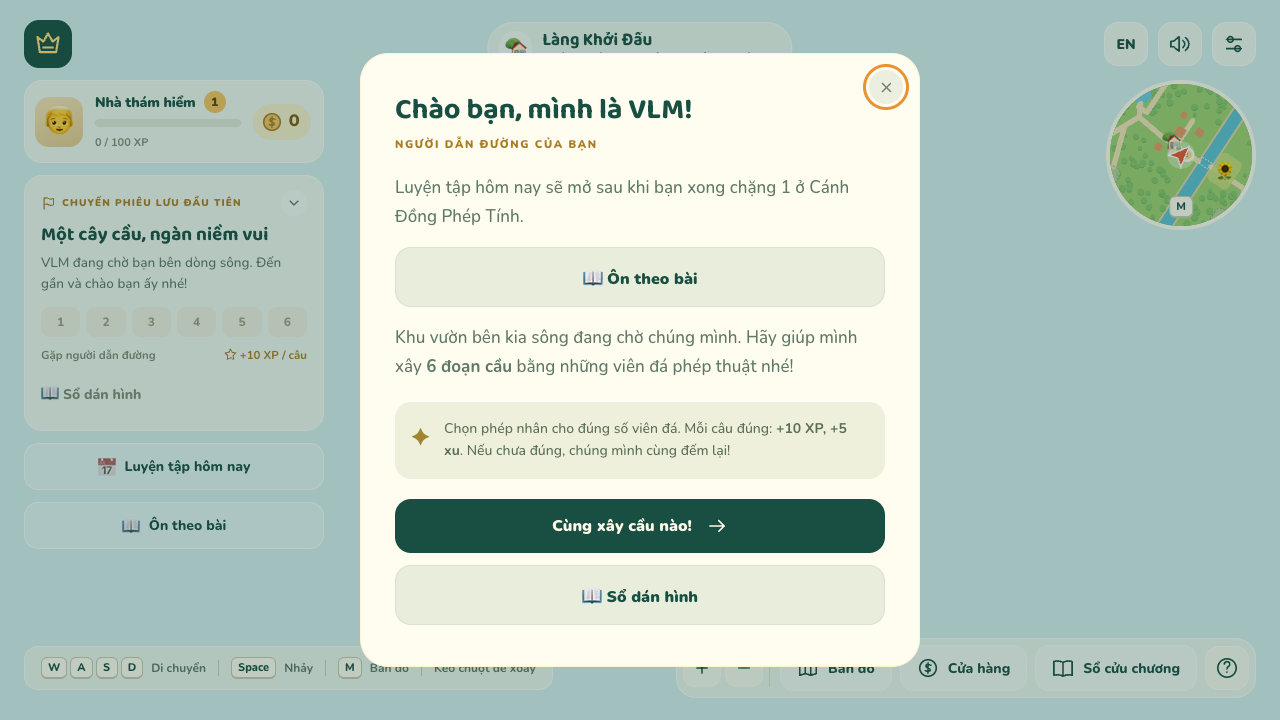 Làng Khởi Đầu
EN
Nhà thám hiểm 1
0 / 100 XP
0
CHUYẾN PHIÊU LƯU ĐẦU TIÊN
Một cây cầu, ngàn niềm vui
VLM đang chờ bạn bên dòng sông. Đến
gần và chào bạn ấy nhé!
1 2 3 4 5 6
Gặp người dẫn đường +10 XP / câu
Sổ dán hình
Luyện tập hôm nay
Ôn theo bài
Chào bạn, mình là VLM!
NGƯỜI DẪN ĐƯỜNG CỦA BẠN
Luyện tập hôm nay sẽ mở sau khi bạn xong chặng 1 ở Cánh
Đồng Phép Tính.
Ôn theo bài
Khu vườn bên kia sông đang chờ chúng mình. Hãy giúp mình
xây 6 đoạn cầu bằng những viên đá phép thuật nhé!
Chọn phép nhân cho đúng số viên đá. Mỗi câu đúng: +10 XP, +5
xu. Nếu chưa đúng, chúng mình cùng đếm lại!
Cùng xây cầu nào!
Sổ dán hình
M
W A S D Di chuyển Space Nhảy M Bản đồ Kéo chuột để xoay
+ − Bản đồ Cửa hàng Sổ cửu chương ?